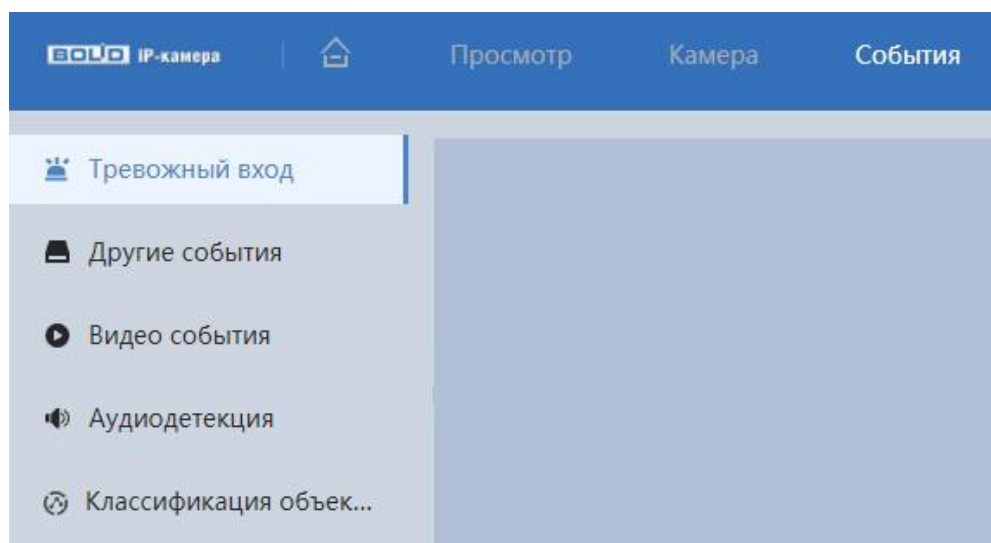 BOLID IP-камера
Просмотр Камера События
Тревожный вход
Другие события
Видео события
Аудиодетекция
Классификация объек...